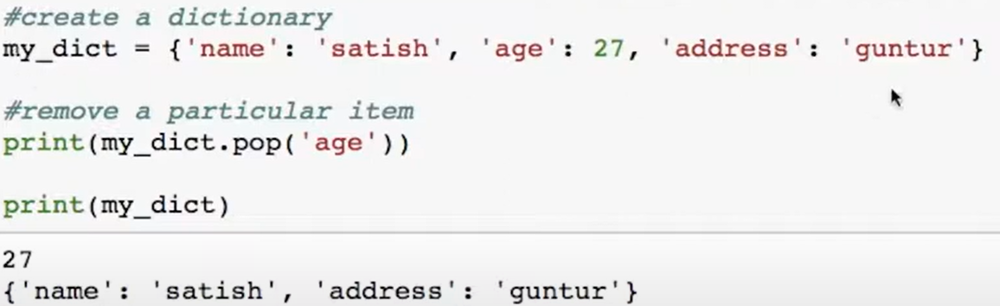 #create a dictionary
my_dict = {'name': 'satish', 'age': 27, 'address': 'guntur'}
#remove a particular item
print(my_dict.pop('age'))
print(my_dict)
27
{'name': 'satish', 'address': 'guntur'}